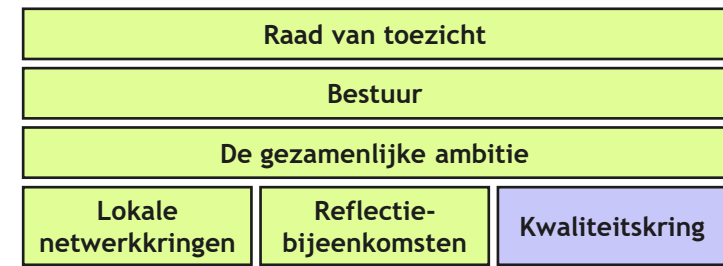 Raad van toezicht
Bestuur
De gezamenlijke ambitie
Lokale
netwerkkringen
Reflectie-
bijeenkomsten
Kwaliteitskring